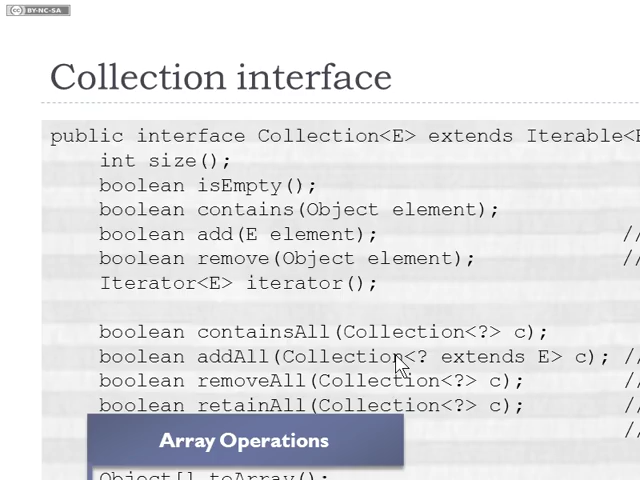 BY-NC-SA
Collection interface
public interface Collection<E> extends Iterable<E
int size();
boolean isEmpty();
boolean contains(Object element);
boolean add(E element); //
boolean remove(Object element); //
Iterator<E> iterator();
boolean containsAll(Collection<?> c);
boolean addAll(Collection<? extends E> c); //
boolean removeAll(Collection<?> c); //
boolean retainAll(Collection<?> c); //
//
Array Operations
Object[] toArray();